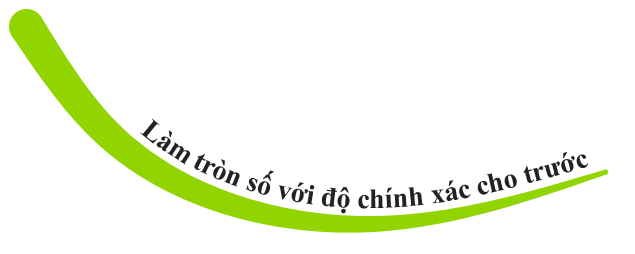 Làm tròn số với độ chính xác cho trước